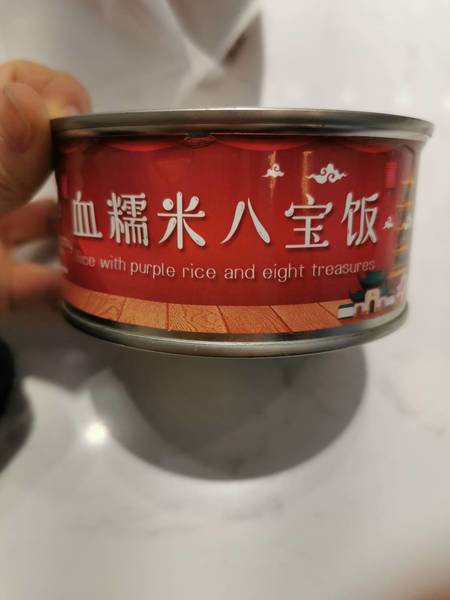 血糯米八宝饭
Rice with purple rice and eight treasures